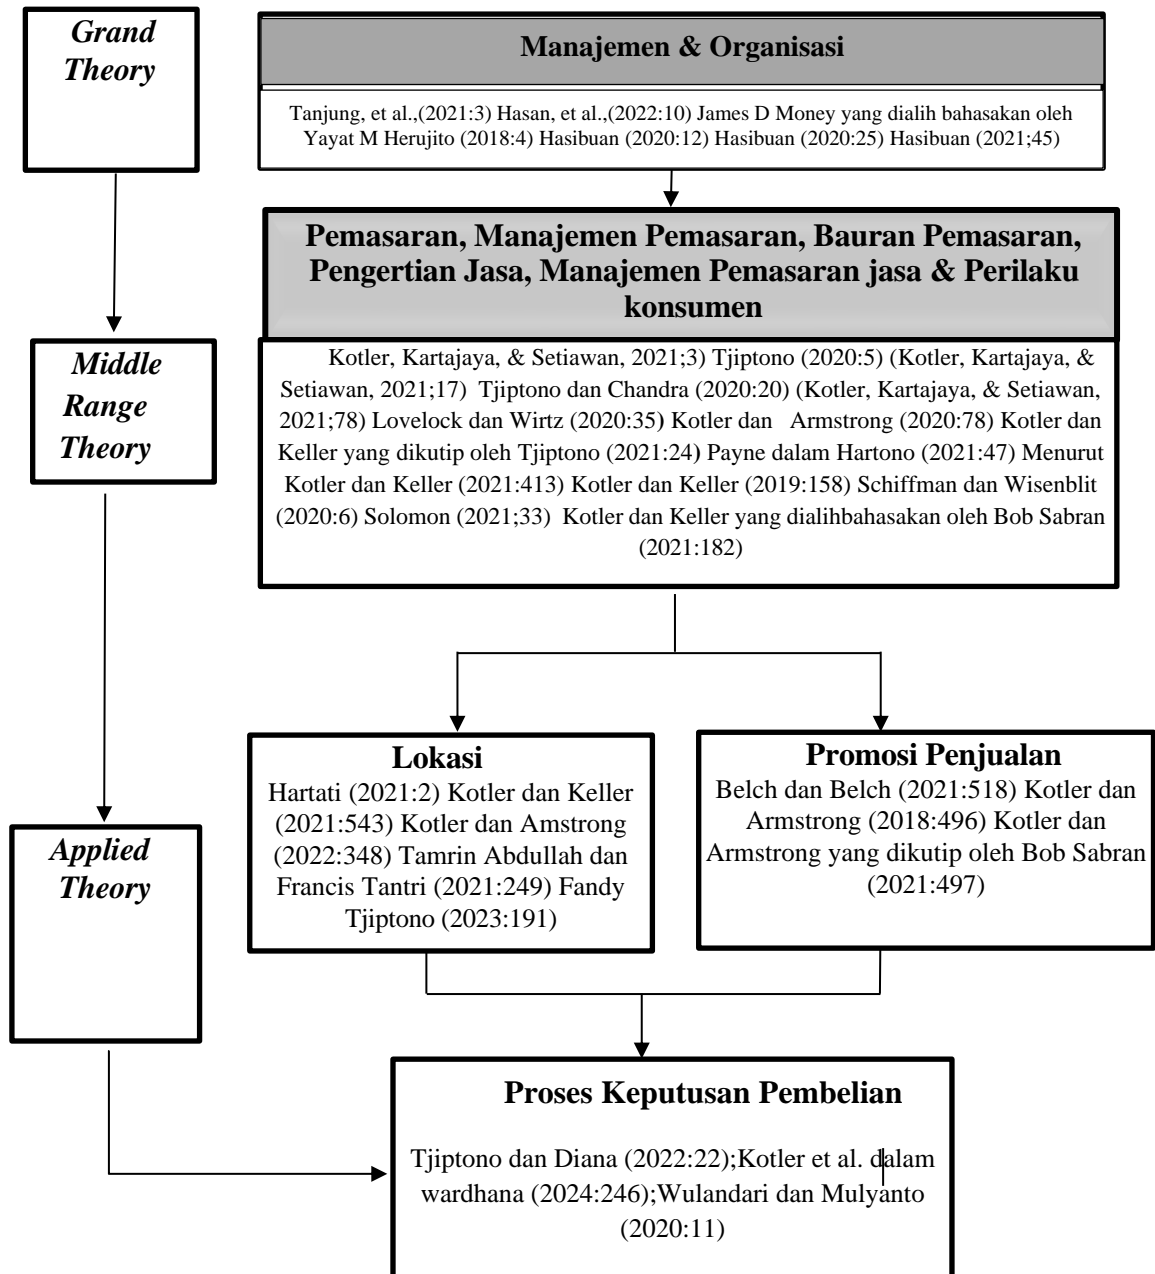 Grand
Theory
Manajemen & Organisasi
Tanjung, et al.,(2021:3) Hasan, et al.,(2022:10) James D Money yang dialih bahasakan oleh
Yayat M Herujito (2018:4) Hasibuan (2020:12) Hasibuan (2020:25) Hasibuan (2021;45)
Pemasaran, Manajemen Pemasaran, Bauran Pemasaran,
Pengertian Jasa, Manajemen Pemasaran jasa & Perilaku
konsumen
Middle
Range
Theory
Kotler, Kartajaya, & Setiawan, 2021;3) Tjiptono (2020:5) (Kotler, Kartajaya, &
Setiawan, 2021;17) Tjiptono dan Chandra (2020:20) (Kotler, Kartajaya, & Setiawan,
2021;78) Lovelock dan Wirtz (2020:35) Kotler dan Armstrong (2020:78) Kotler dan
Keller yang dikutip oleh Tjiptono (2021:24) Payne dalam Hartono (2021:47) Menurut
Kotler dan Keller (2021:413) Kotler dan Keller (2019:158) Schiffman dan Wisenblit
(2020:6) Solomon (2021;33) Kotler dan Keller yang dialihbahasakan oleh Bob Sabran
(2021:182)
Lokasi
Hartati (2021:2) Kotler dan Keller
(2021:543) Kotler dan Amstrong
(2022:348) Tamrin Abdullah dan
Francis Tantri (2021:249) Fandy
Tjiptono (2023:191)
Promosi Penjualan
Belch dan Belch (2021:518) Kotler dan
Armstrong (2018:496) Kotler dan
Armstrong yang dikutip oleh Bob Sabran
(2021:497)
Applied
Theory
Proses Keputusan Pembelian
Tjiptono dan Diana (2022:22);Kotler et al. dalam
wardhana (2024:246);Wulandari dan Mulyanto
(2020:11)